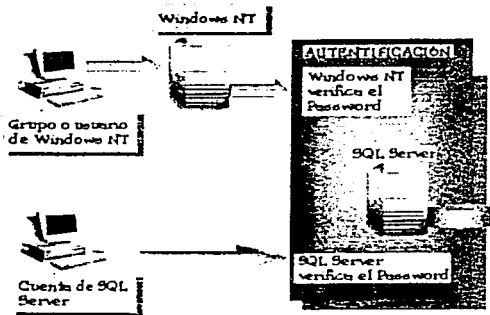 Windows NT
AUTENTIFICACIÓN
Windows NT
verifica el
Password
Grupo o usuario
de Windows NT
SQL Server
SQL Server
verifica el Password
Cuenta de SQL
Server